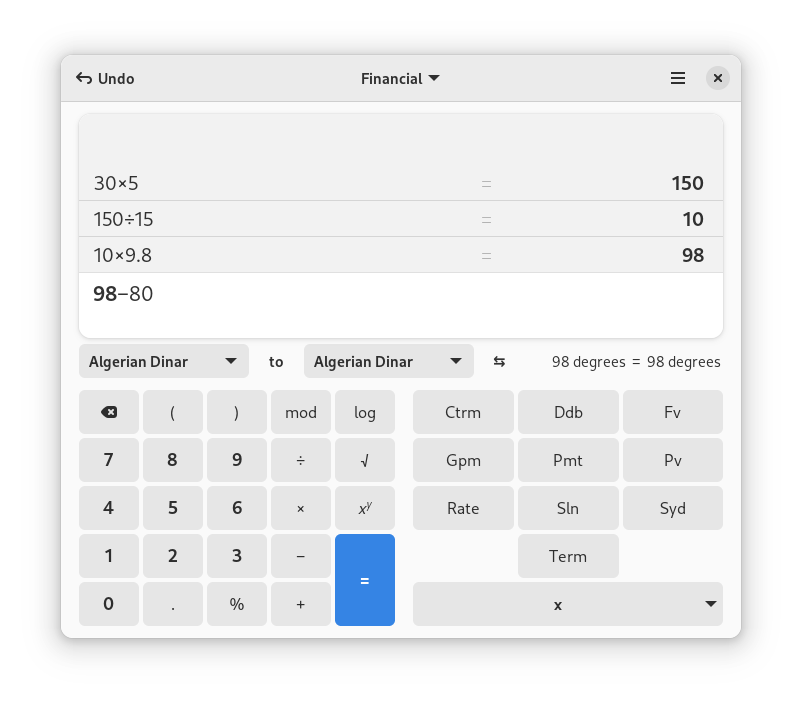 Undo Financial
30×5 = 150
150÷15 = 10
10×9.8 = 98
98−80
Algerian Dinar to Algerian Dinar ⇆ 98 degrees = 98 degrees
( ) mod log Ctrm Ddb Fv
7 8 9 ÷ √ Gpm Pmt Pv
4 5 6 × xʸ Rate Sln Syd
1 2 3 − = Term
0 . % + x